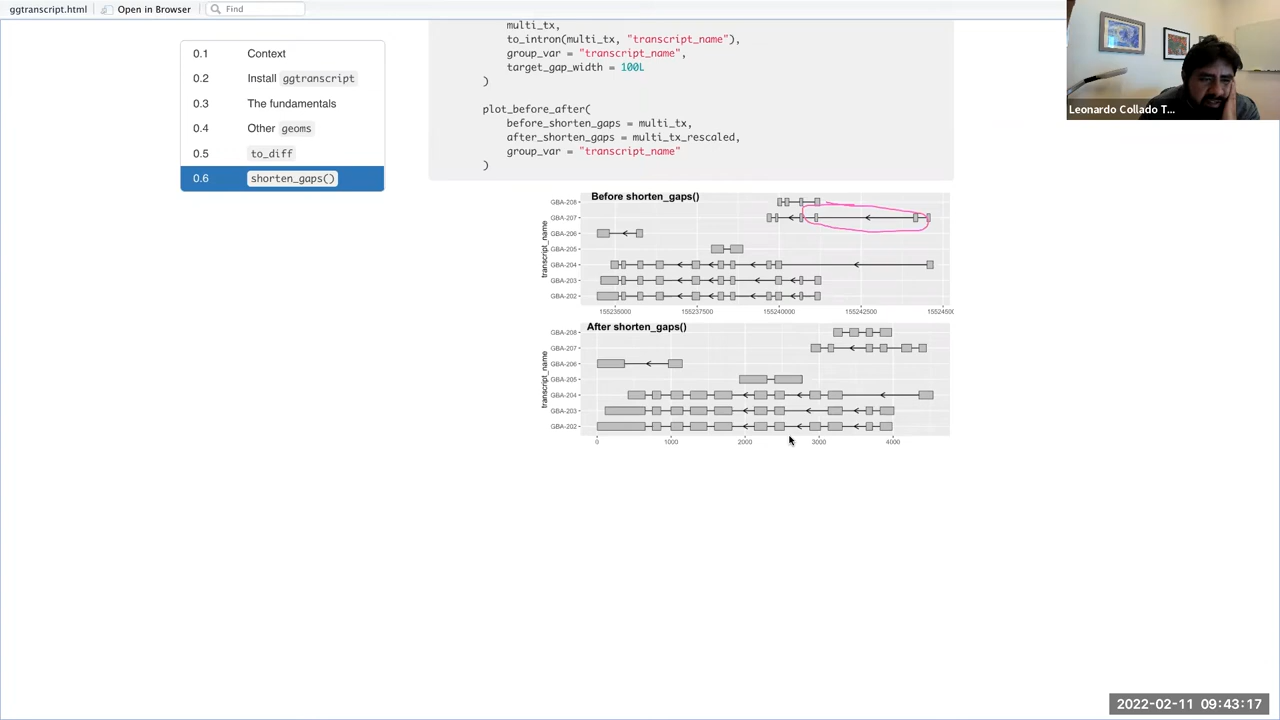 ggtranscript.html
Open in Browser
Find
0.1 Context
0.2 Install ggtranscript
0.3 The fundamentals
0.4 Other geoms
0.5 to_diff
0.6 shorten_gaps()
multi_tx,
to_intron(multi_tx, "transcript_name"),
group_var = "transcript_name",
target_gap_width = 100L
)
plot_before_after(
before_shorten_gaps = multi_tx,
after_shorten_gaps = multi_tx_rescaled,
group_var = "transcript_name"
)
Leonardo Collado T...
Before shorten_gaps()
transcript_name
GBA-208
GBA-207
GBA-206
GBA-205
GBA-204
GBA-203
GBA-202
155235000 155237500 155240000 155242500 15524500
After shorten_gaps()
transcript_name
GBA-208
GBA-207
GBA-206
GBA-205
GBA-204
GBA-203
GBA-202
0 1000 2000 3000 4000
2022-02-11 09:43:17